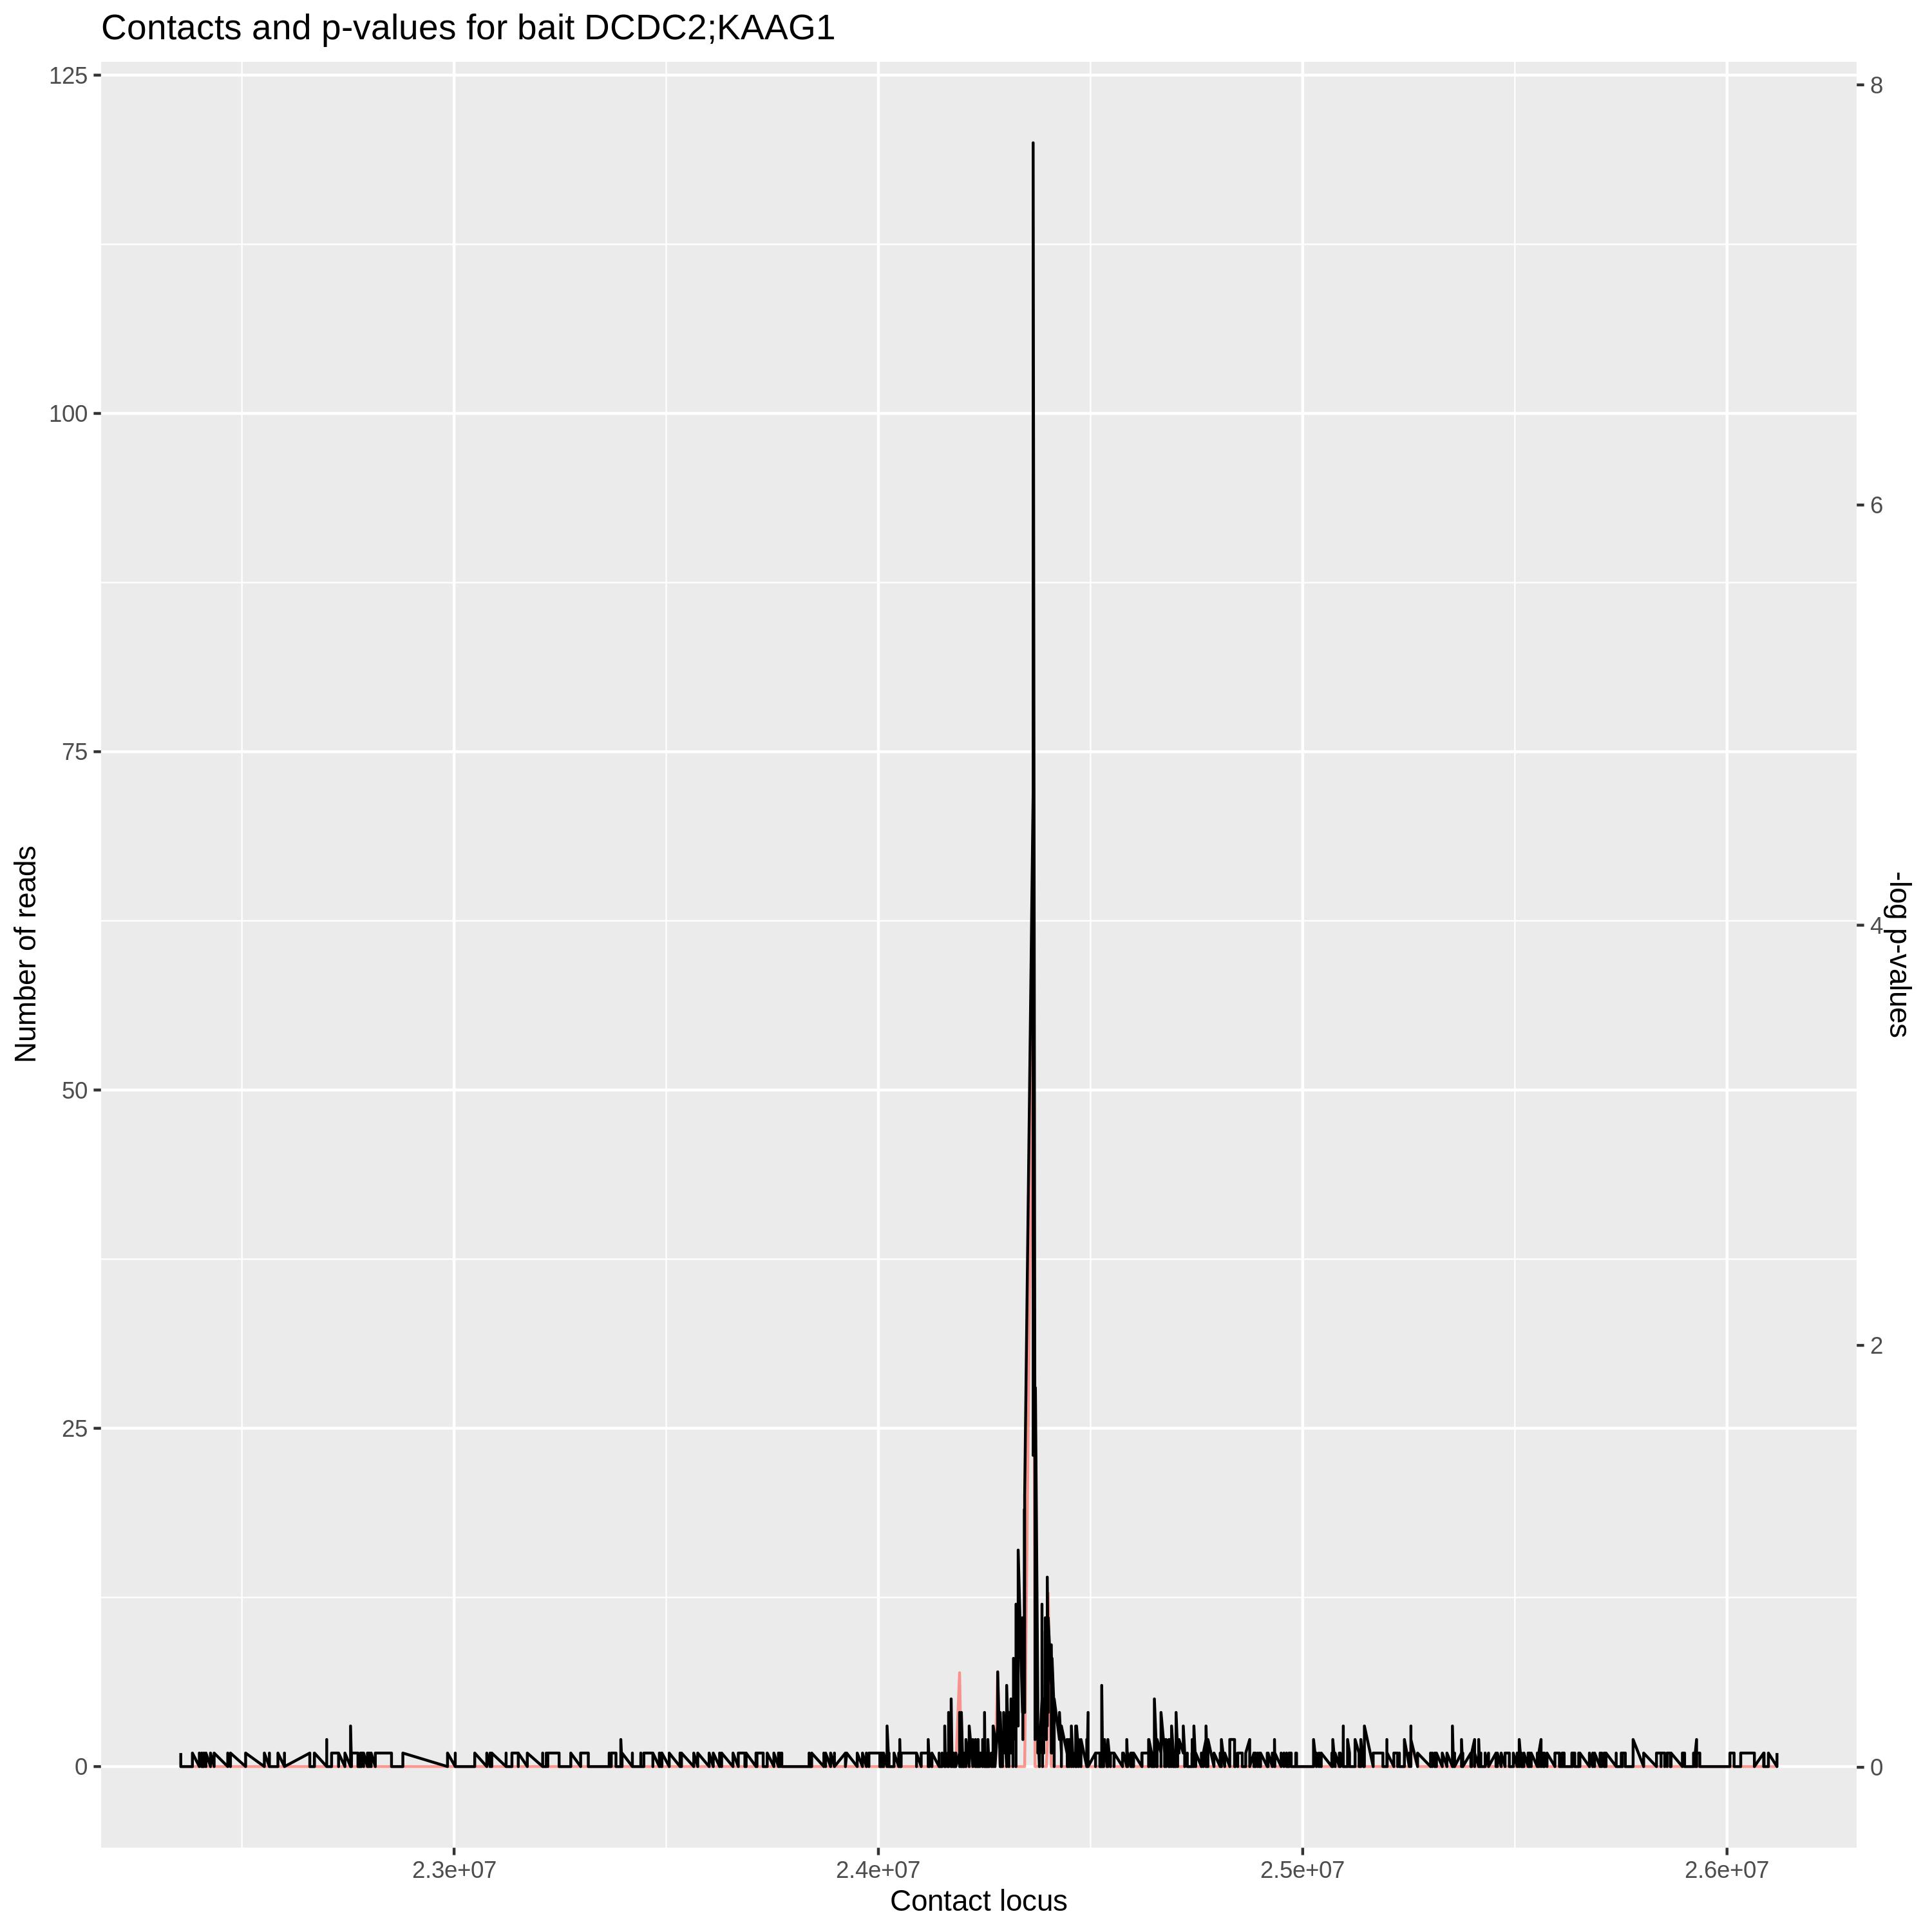 Contacts and p-values for bait DCDC2;KAAG1
125
100
75
50
25
0
Number of reads
8
6
4
2
0
-log p-values
2.3e+07
2.4e+07
2.5e+07
2.6e+07
Contact locus